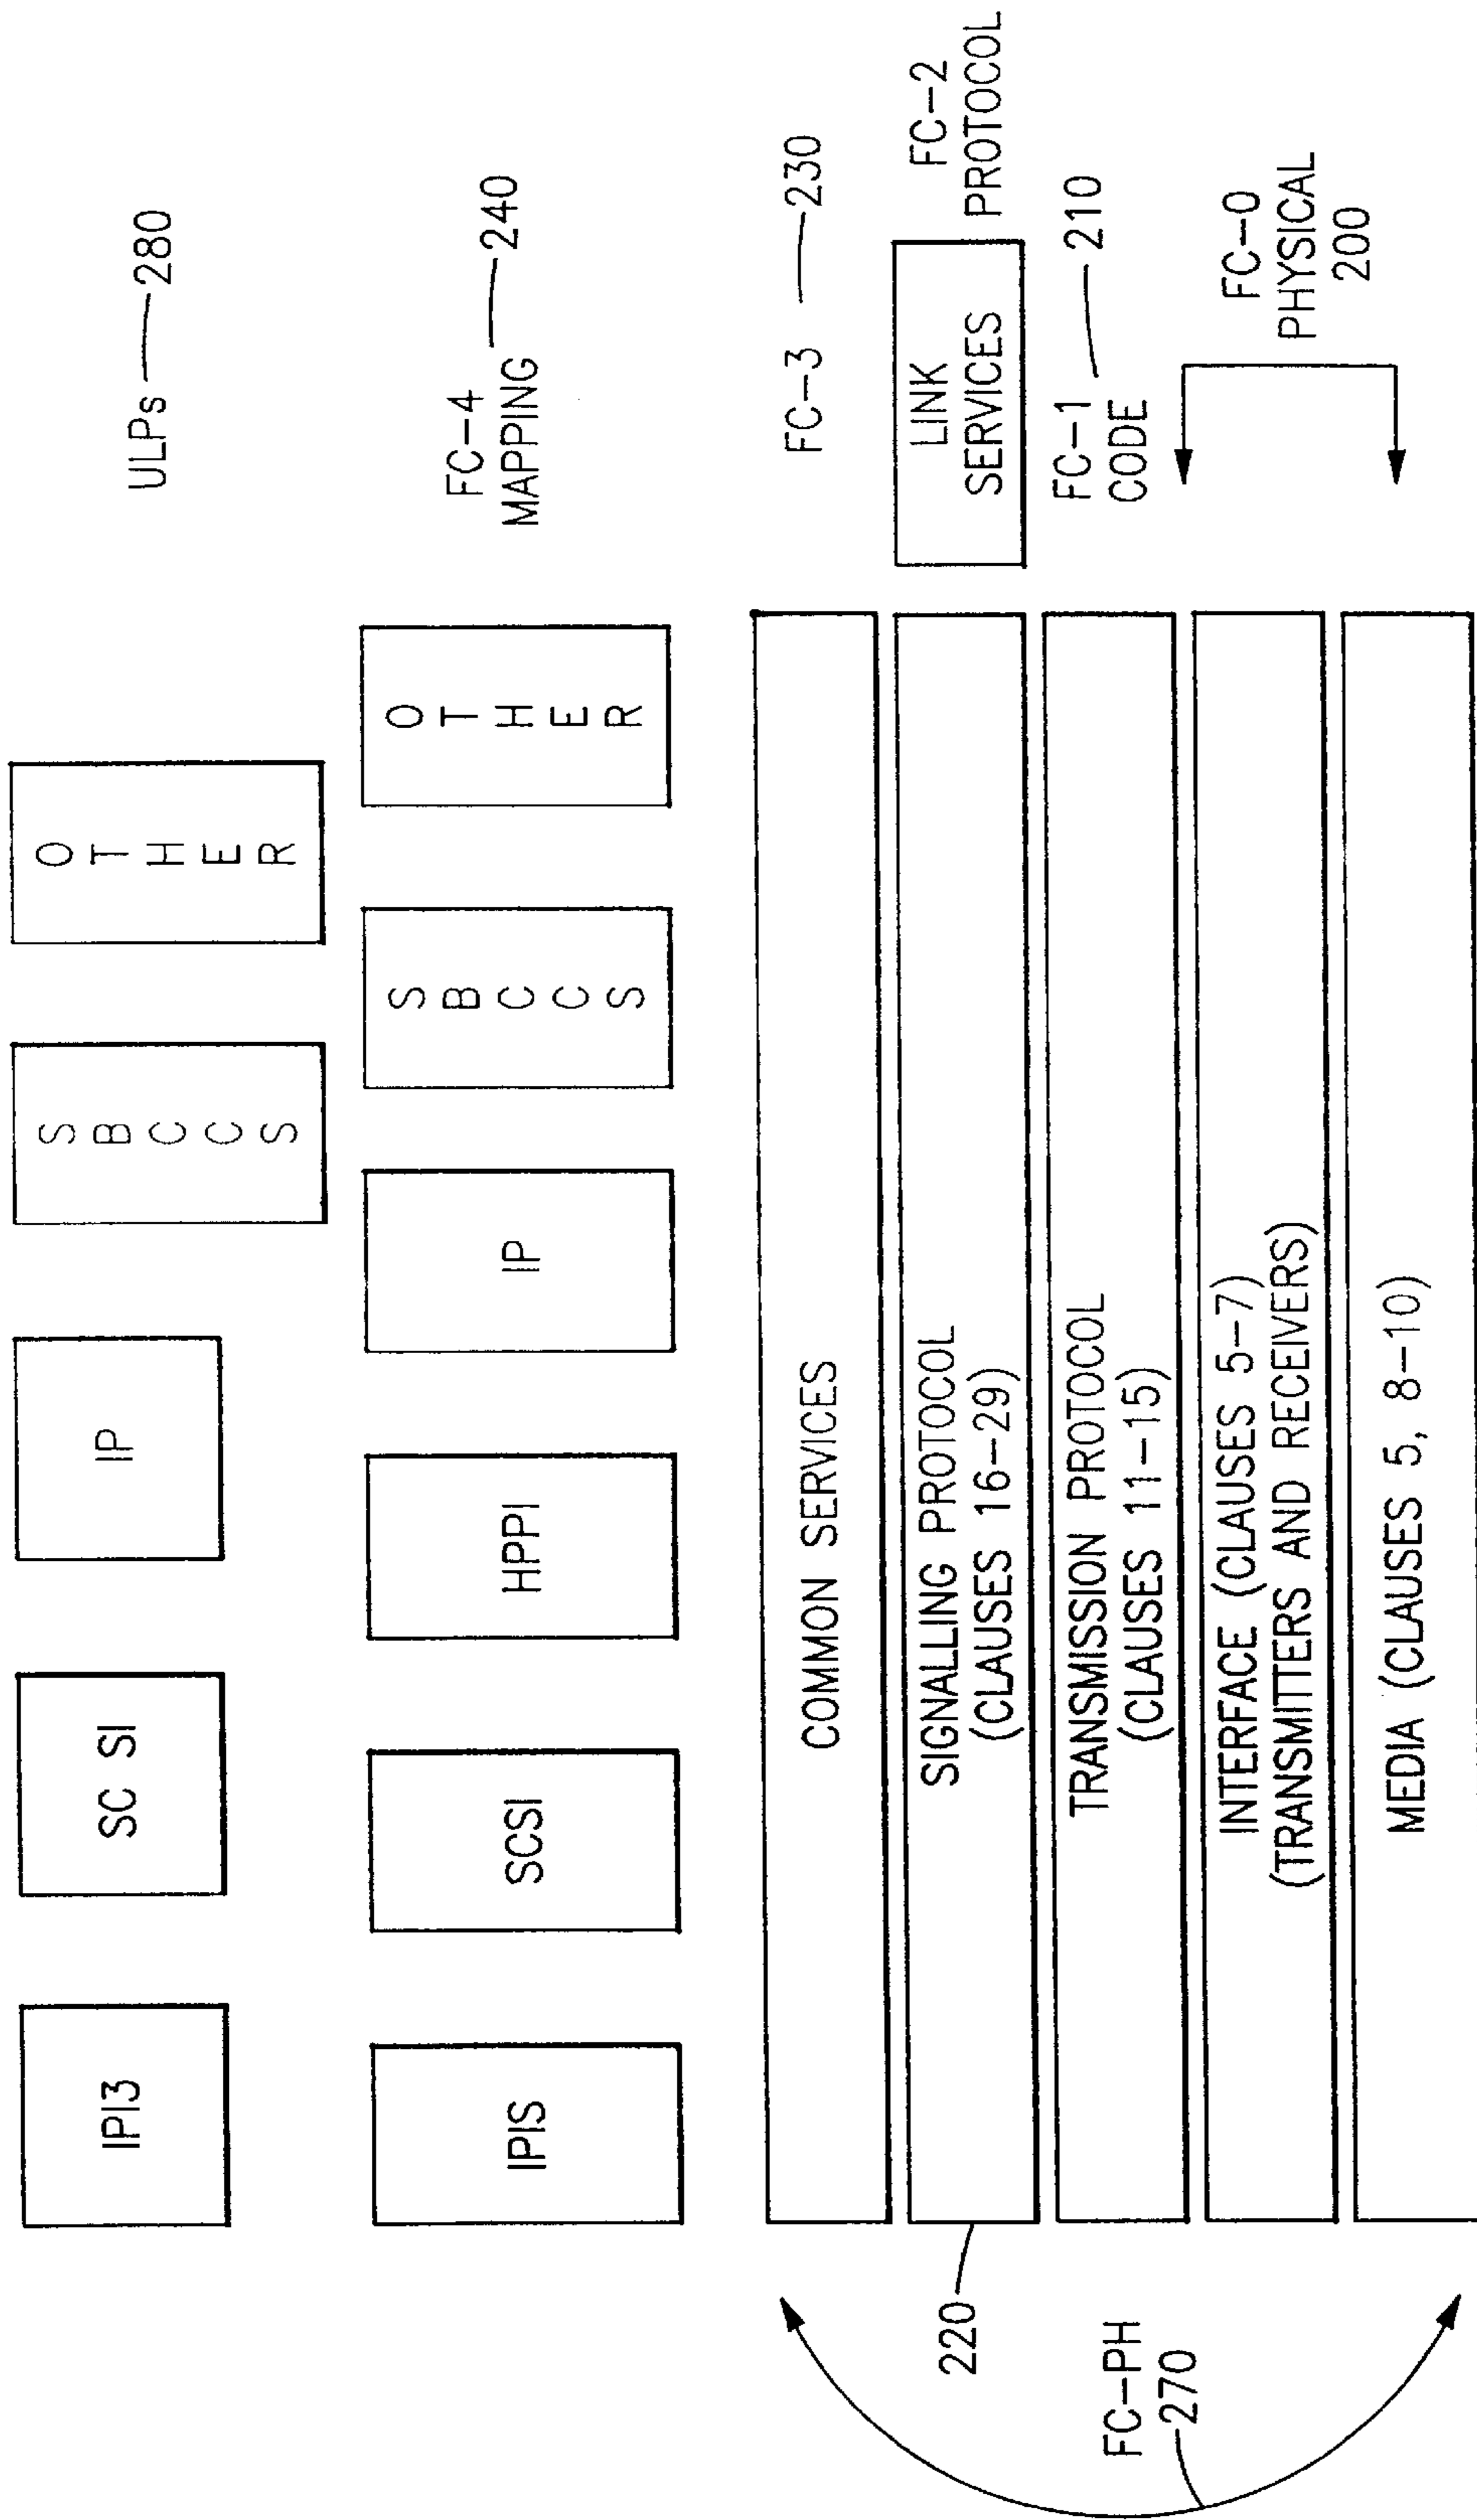 IPI3
SC SI
IP
SBCCS
OTHER
ULPs
280
IPIS
SCSI
HPPI
IP
SBCCS
OTHER
FC-4
MAPPING
240
COMMON SERVICES
FC-3
230
220
SIGNALLING PROTOCOL
(CLAUSES 16-29)
LINK
SERVICES
FC-2
PROTOCOL
FC-PH
270
TRANSMISSION PROTOCOL
(CLAUSES 11-15)
FC-1
CODE
210
INTERFACE (CLAUSES 5-7)
(TRANSMITTERS AND RECEIVERS)
FC-0
PHYSICAL
200
MEDIA (CLAUSES 5, 8-10)